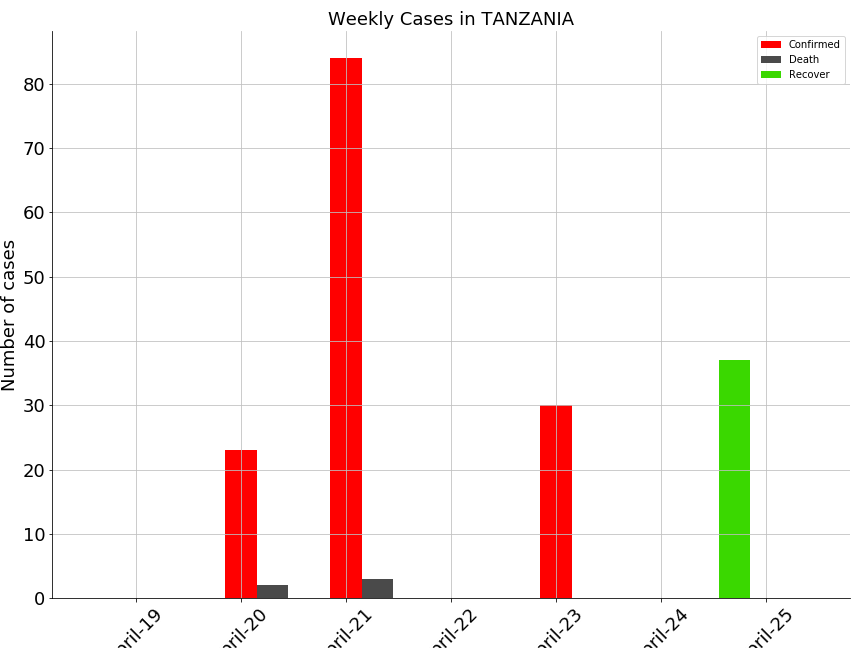 Weekly Cases in TANZANIA
Confirmed
Death
Recover
Number of cases
80
70
60
50
40
30
20
10
0
pril-19
pril-20
pril-21
pril-22
pril-23
pril-24
pril-25